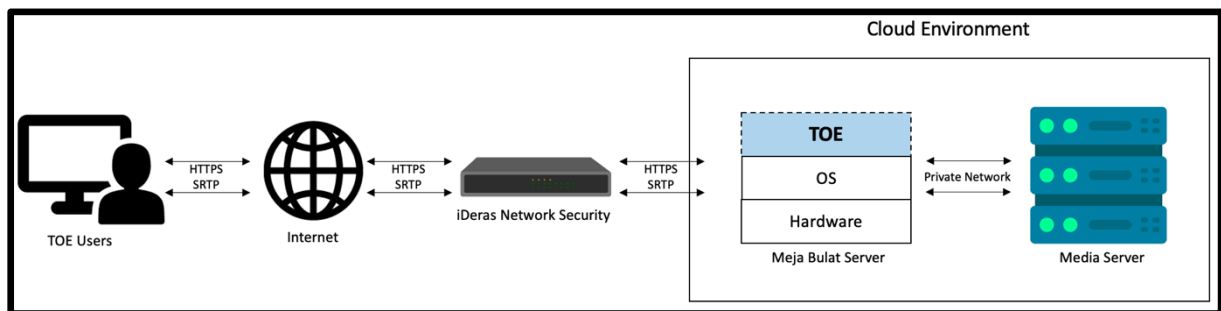 Cloud Environment
HTTPS
SRTP
HTTPS
SRTP
HTTPS
SRTP
TOE
OS
Hardware
Private Network
TOE Users
Internet
iDeras Network Security
Meja Bulat Server
Media Server